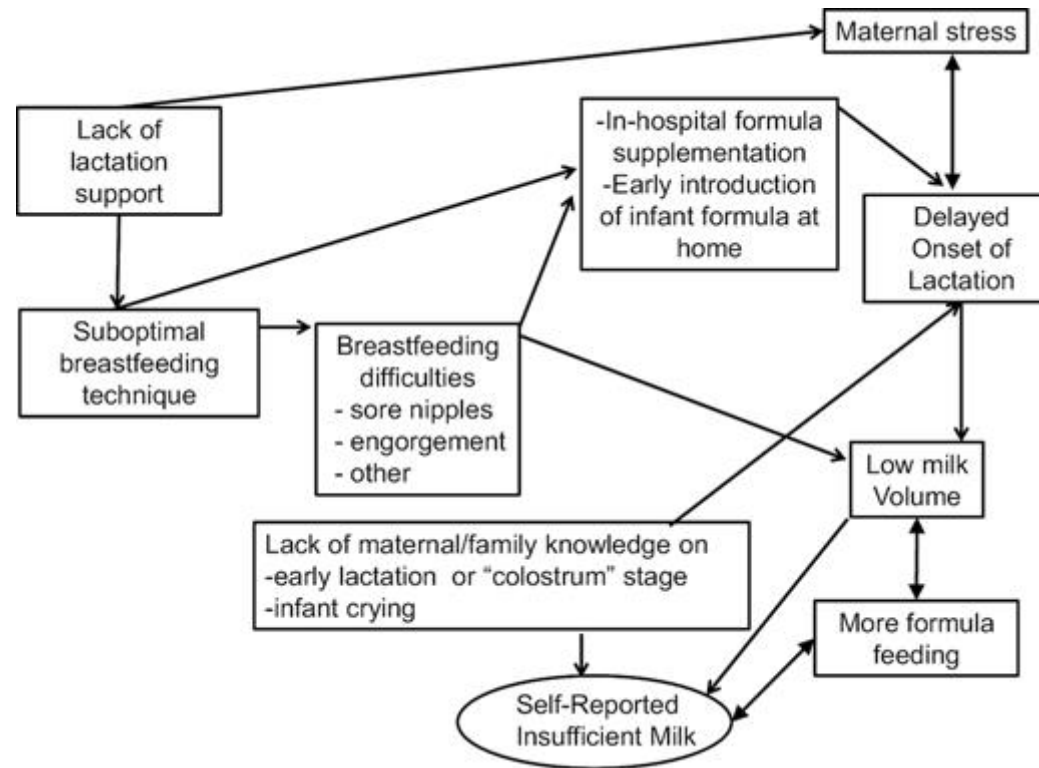 Maternal stress
Lack of
lactation
support
-In-hospital formula
supplementation
-Early introduction
of infant formula at
home
Delayed
Onset of
Lactation
Suboptimal
breastfeeding
technique
Breastfeeding
difficulties
- sore nipples
- engorgement
- other
Low milk
Volume
Lack of maternal/family knowledge on
-early lactation or “colostrum” stage
-infant crying
More formula
feeding
Self-Reported
Insufficient Milk